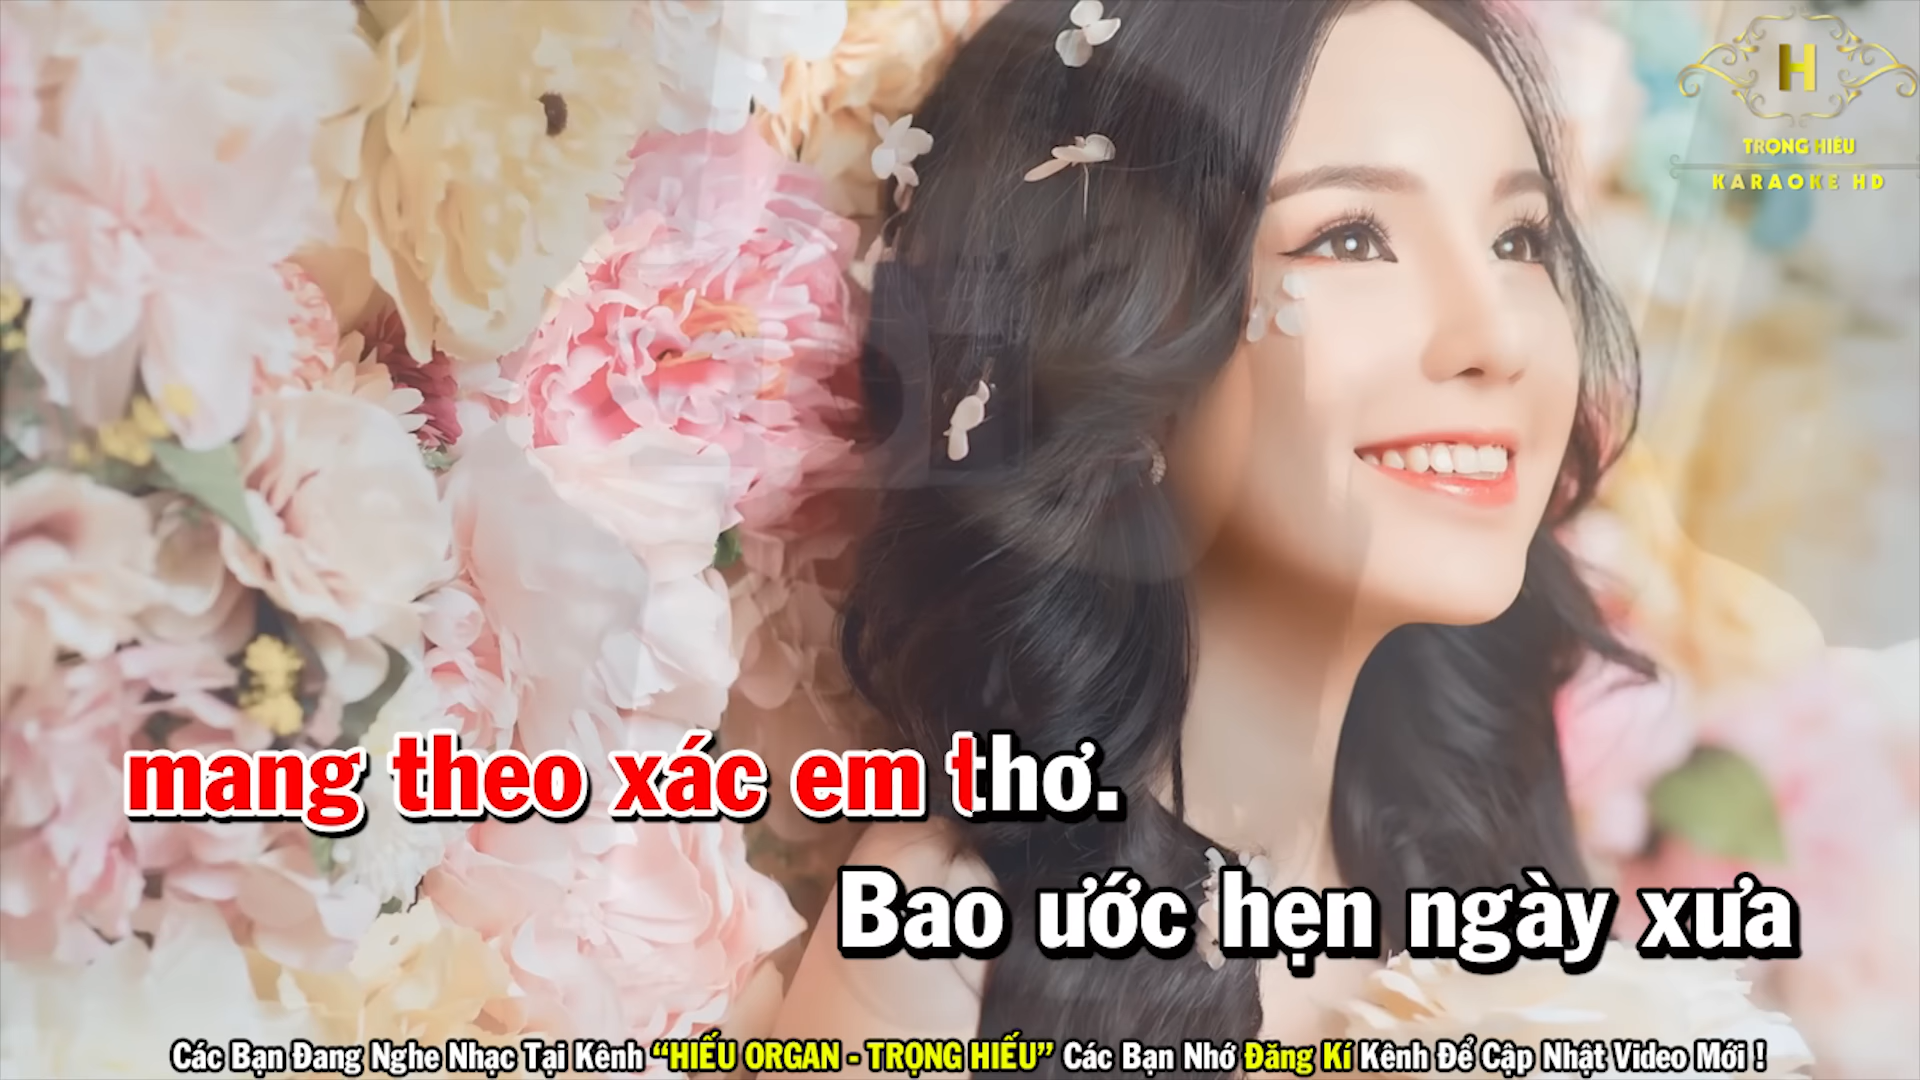 H
TRỌNG HIẾU
KARAOKE HD
mang theo xác em thơ.
Bao ước hẹn ngày xưa
Các Bạn Đang Nghe Nhạc Tại Kênh “HIẾU ORGAN - TRỌNG HIẾU” Các Bạn Nhớ Đăng Kí Kênh Để Cập Nhật Video Mới !